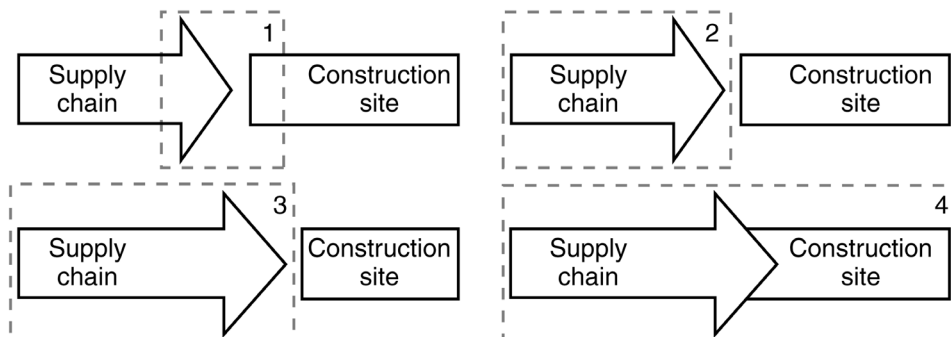 1
Supply
chain
Construction
site
2
Supply
chain
Construction
site
3
Supply
chain
Construction
site
4
Supply
chain
Construction
site